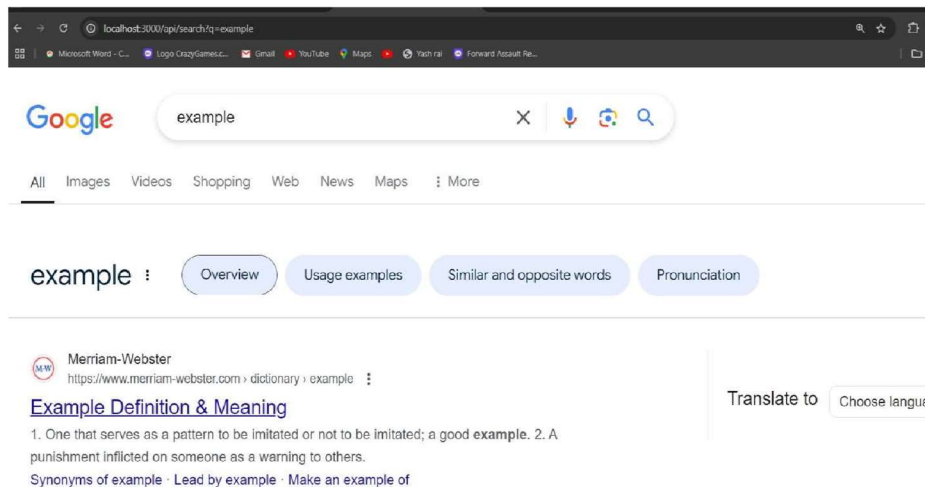 localhost:3000/api/search?q=example
Microsoft Word - C... Logo CrazyGames.c... Gmail YouTube Maps Yash rai Forward Assault Re...
Google example
All Images Videos Shopping Web News Maps More
example Overview Usage examples Similar and opposite words Pronunciation
M-W Merriam-Webster
https://www.merriam-webster.com › dictionary › example
Example Definition & Meaning
1. One that serves as a pattern to be imitated or not to be imitated; a good example. 2. A
punishment inflicted on someone as a warning to others.
Synonyms of example · Lead by example · Make an example of
Translate to Choose langua